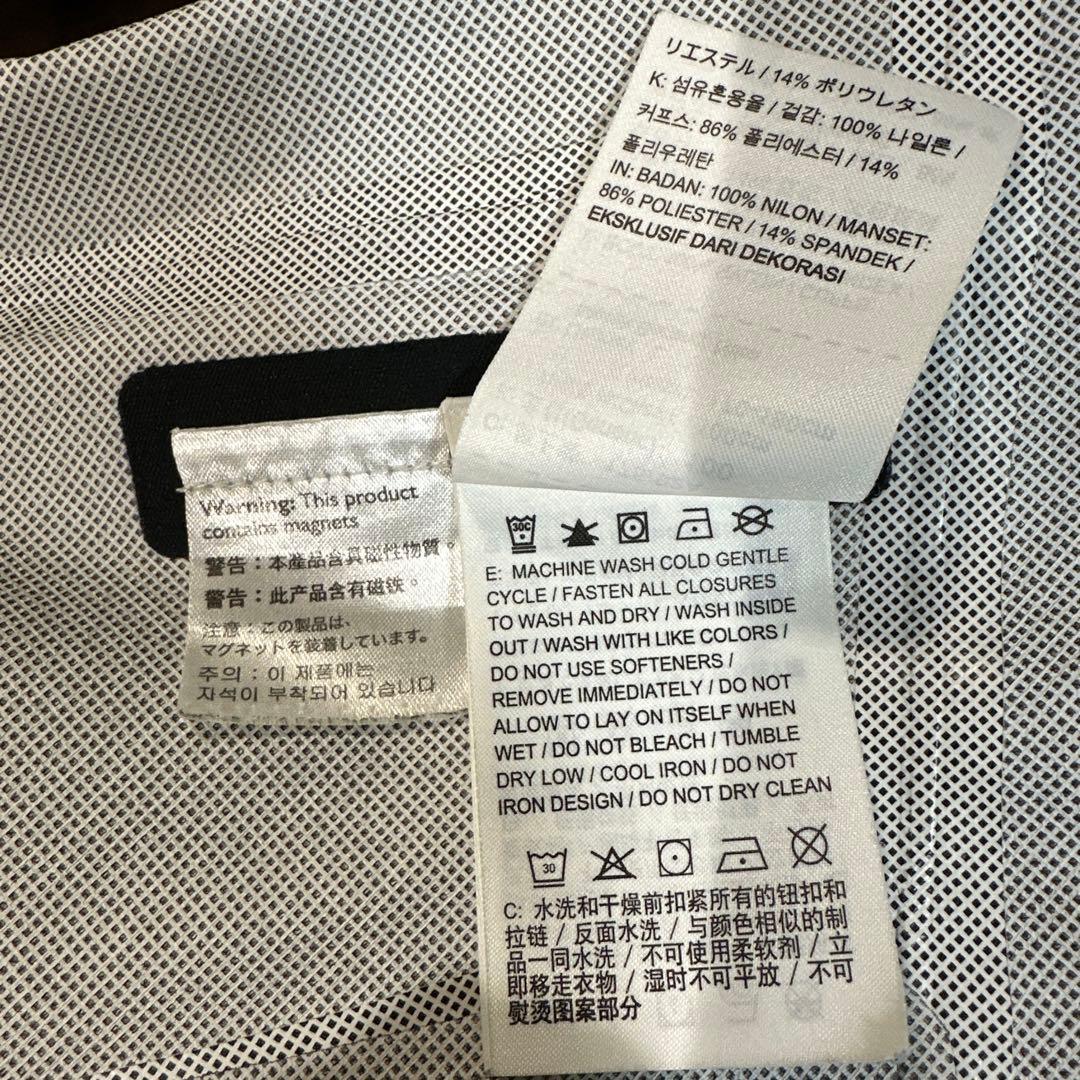 リエステル / 14% ポリウレタン
K: 섬유혼용율 / 겉감: 100% 나일론 /
커프스: 86% 폴리에스터 / 14%
폴리우레탄
IN: BADAN: 100% NILON / MANSET:
86% POLIESTER / 14% SPANDEK /
EKSKLUSIF DARI DEKORASI
Warning: This product
contains magnets
警告：本產品含具磁性物質。
警告：此产品含有磁铁。
注意：この製品は、
マグネットを装着しています。
주의 : 이 제품에는
자석이 부착되어 있습니다
30C
E: MACHINE WASH COLD GENTLE
CYCLE / FASTEN ALL CLOSURES
TO WASH AND DRY / WASH INSIDE
OUT / WASH WITH LIKE COLORS /
DO NOT USE SOFTENERS /
REMOVE IMMEDIATELY / DO NOT
ALLOW TO LAY ON ITSELF WHEN
WET / DO NOT BLEACH / TUMBLE
DRY LOW / COOL IRON / DO NOT
IRON DESIGN / DO NOT DRY CLEAN
30
C: 水洗和干燥前扣紧所有的钮扣和
拉链 / 反面水洗 / 与颜色相似的制
品一同水洗 / 不可使用柔软剂 / 立
即移走衣物 / 湿时不可平放 / 不可
熨烫图案部分